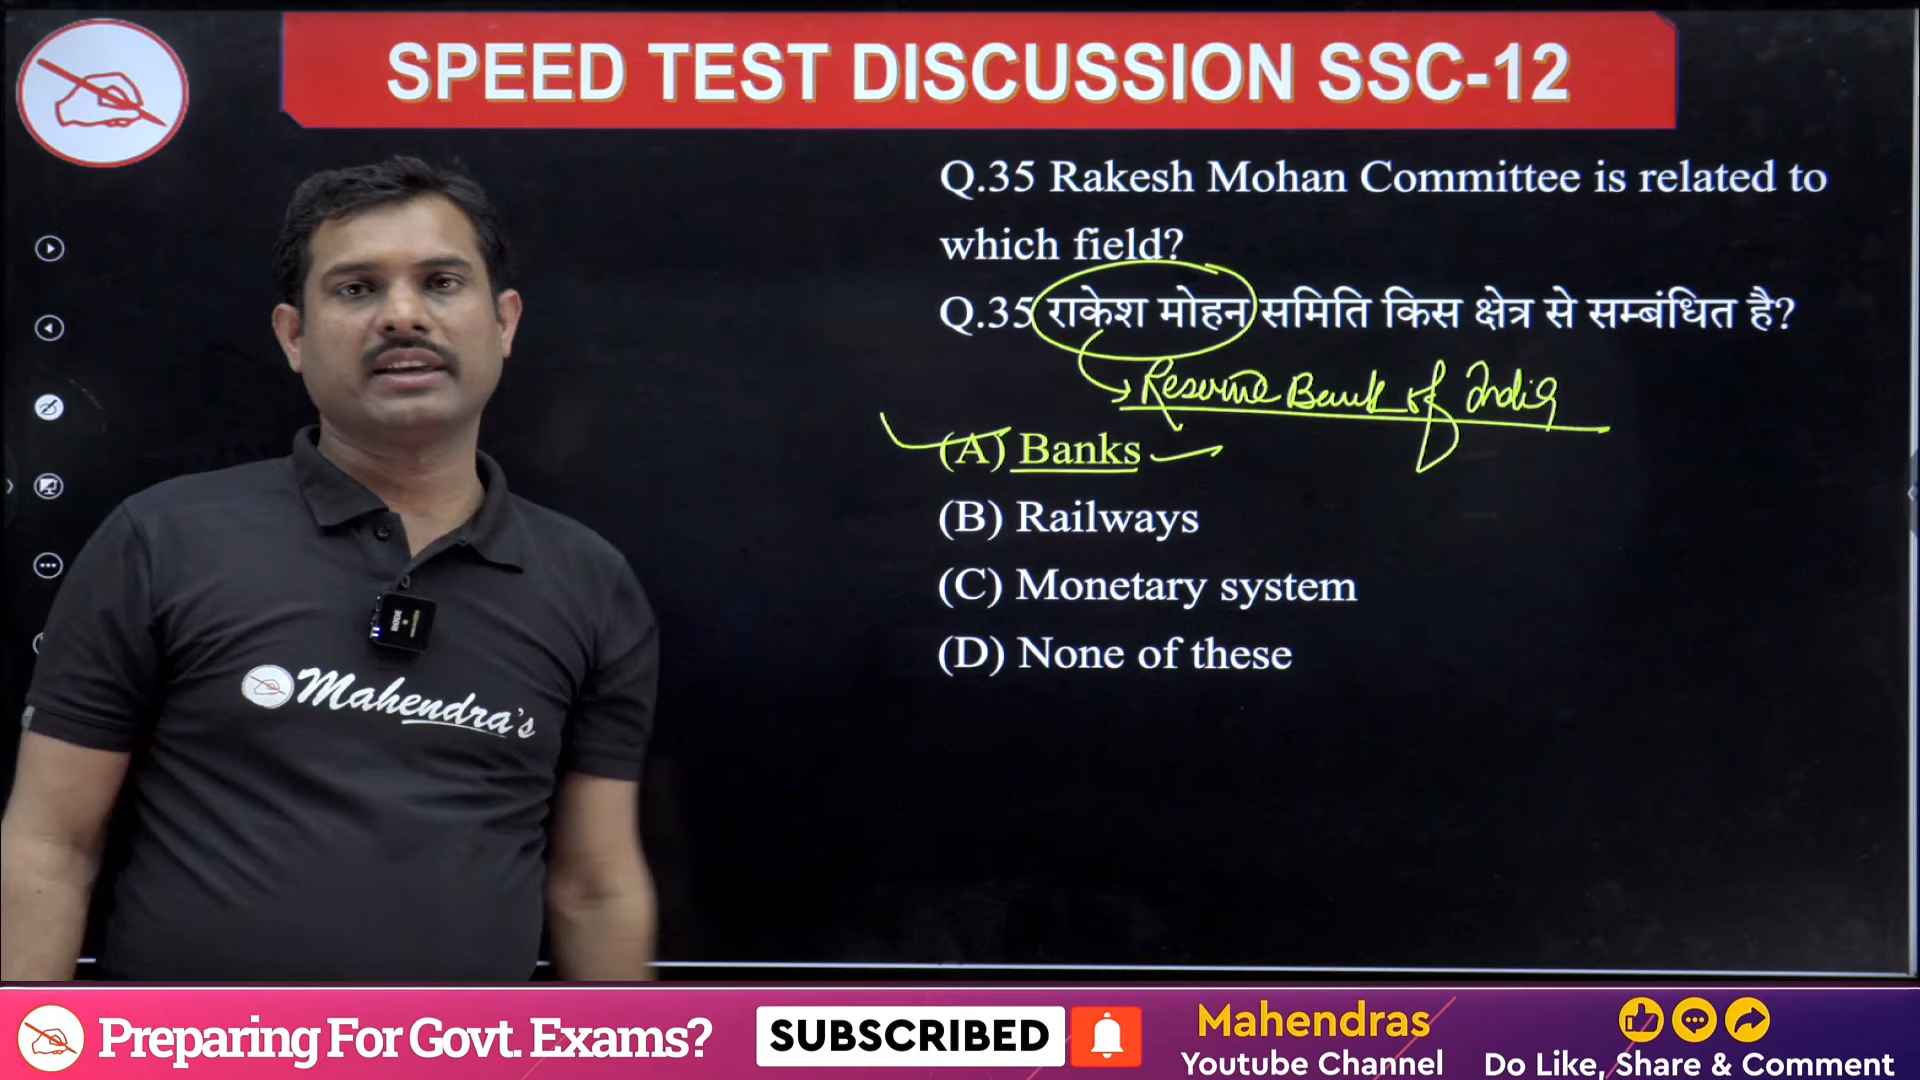 SPEED TEST DISCUSSION SSC-12
Q.35 Rakesh Mohan Committee is related to
which field?
Q.35 राकेश मोहन समिति किस क्षेत्र से सम्बंधित है?
Reserve Bank of India
(A) Banks
(B) Railways
(C) Monetary system
(D) None of these
RODE
Mahendra's
Preparing For Govt. Exams?
SUBSCRIBED
Mahendras
Youtube Channel
Do Like, Share & Comment